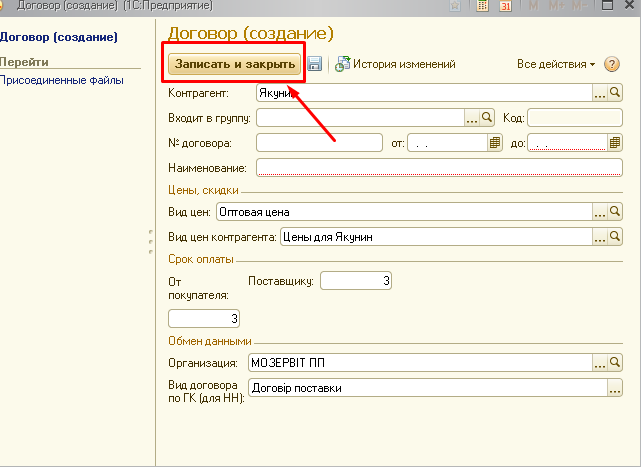 Договор (создание) (1С:Предприятие)
31 M M+ M-
Договор (создание)
Перейти
Присоединенные файлы
Договор (создание)
Записать и закрыть История изменений Все действия ?
Контрагент: Якунин ...
Входит в группу: ... Код:
№ договора: от: . . до: . .
Наименование:
Цены, скидки
Вид цен: Оптовая цена ...
Вид цен контрагента: Цены для Якунин ...
Срок оплаты
От покупателя: Поставщику: 3
3
Обмен данными
Организация: МОЗЕРВІТ ПП ...
Вид договора
по ГК (для НН): Договір поставки ...